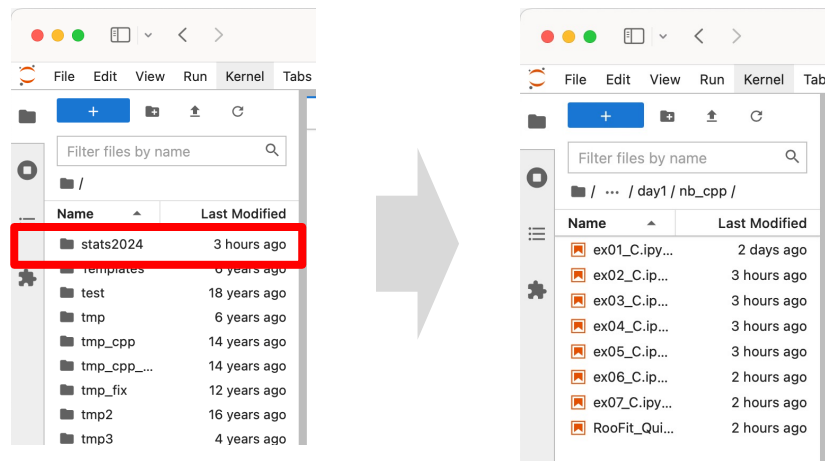 File Edit View Run Kernel Tabs
+
Filter files by name
/
Name Last Modified
stats2024 3 hours ago
Templates 6 years ago
test 18 years ago
tmp 6 years ago
tmp_cpp 14 years ago
tmp_cpp_... 14 years ago
tmp_fix 12 years ago
tmp2 16 years ago
tmp3 4 years ago
File Edit View Run Kernel Tab
+
Filter files by name
/ ··· / day1 / nb_cpp /
Name Last Modified
ex01_C.ipy... 2 days ago
ex02_C.ip... 3 hours ago
ex03_C.ip... 3 hours ago
ex04_C.ip... 3 hours ago
ex05_C.ip... 3 hours ago
ex06_C.ip... 2 hours ago
ex07_C.ipy... 2 hours ago
RooFit_Qui... 2 hours ago